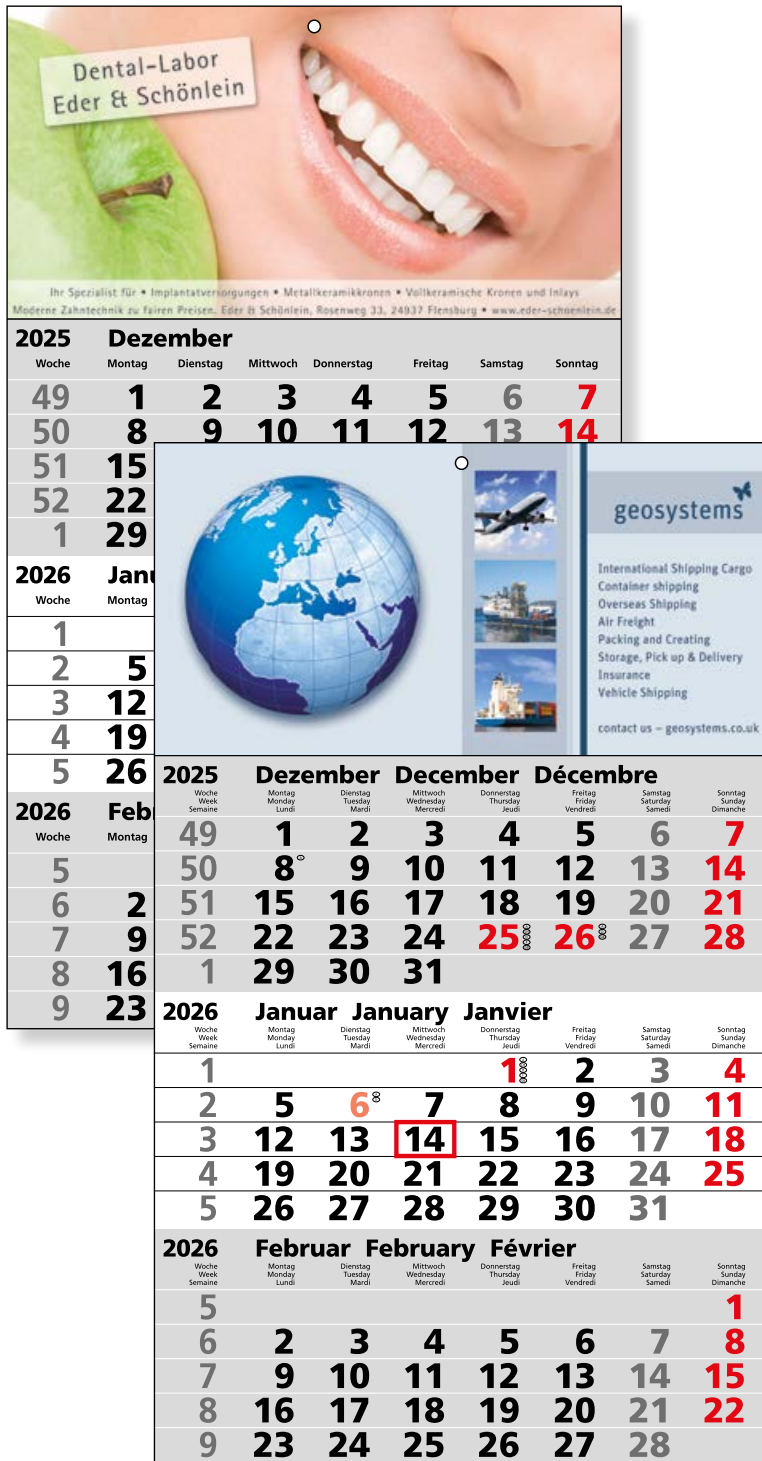 Dental-Labor
Eder & Schönlein
Ihr Spezialist für • Implantatversorgungen • Metallkeramikkronen • Vollkeramische Kronen und Inlays
Moderne Zahntechnik zu fairen Preisen. Eder & Schönlein, Rosenweg 33, 24937 Flensburg • www.eder-schoenlein.de
2025 Dezember
Woche Montag Dienstag Mittwoch Donnerstag Freitag Samstag Sonntag
49 1 2 3 4 5 6 7
50 8 9 10 11 12 13 14
51 15
52 22
1 29
2026 Janu
Woche Montag
1
2 5
3 12
4 19
5 26
2026 Feb
Woche Montag
5
6 2
7 9
8 16
9 23
geosystems
International Shipping Cargo
Container shipping
Overseas Shipping
Air Freight
Packing and Creating
Storage, Pick up & Delivery
Insurance
Vehicle Shipping
contact us – geosystems.co.uk
2025 Dezember December Décembre
Woche Montag Dienstag Mittwoch Donnerstag Freitag Samstag Sonntag
Week Monday Tuesday Wednesday Thursday Friday Saturday Sunday
Semaine Lundi Mardi Mercredi Jeudi Vendredi Samedi Dimanche
49 1 2 3 4 5 6 7
50 8 9 10 11 12 13 14
51 15 16 17 18 19 20 21
52 22 23 24 25 26 27 28
1 29 30 31
2026 Januar January Janvier
Woche Montag Dienstag Mittwoch Donnerstag Freitag Samstag Sonntag
Week Monday Tuesday Wednesday Thursday Friday Saturday Sunday
Semaine Lundi Mardi Mercredi Jeudi Vendredi Samedi Dimanche
1 1 2 3 4
2 5 6 7 8 9 10 11
3 12 13 14 15 16 17 18
4 19 20 21 22 23 24 25
5 26 27 28 29 30 31
2026 Februar February Février
Woche Montag Dienstag Mittwoch Donnerstag Freitag Samstag Sonntag
Week Monday Tuesday Wednesday Thursday Friday Saturday Sunday
Semaine Lundi Mardi Mercredi Jeudi Vendredi Samedi Dimanche
5 1
6 2 3 4 5 6 7 8
7 9 10 11 12 13 14 15
8 16 17 18 19 20 21 22
9 23 24 25 26 27 28